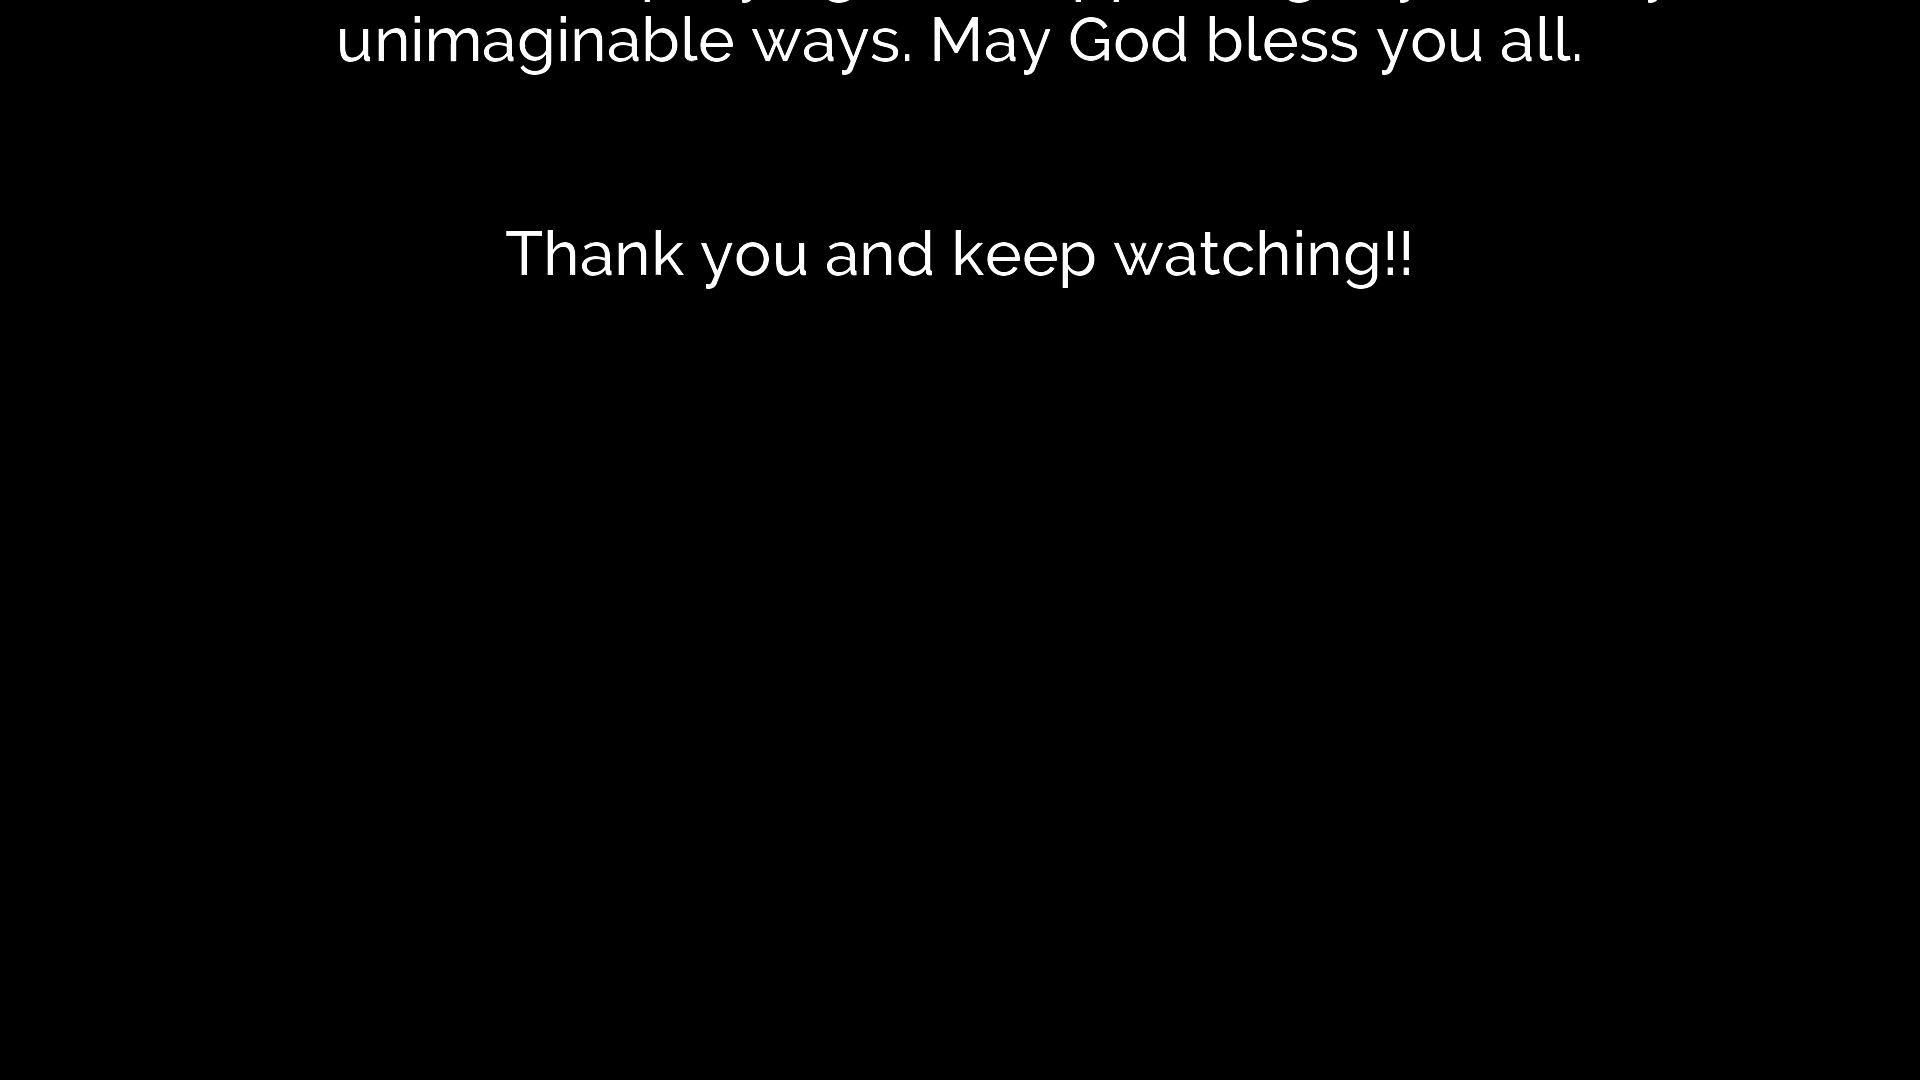 unimaginable ways. May God bless you all.
Thank you and keep watching!!